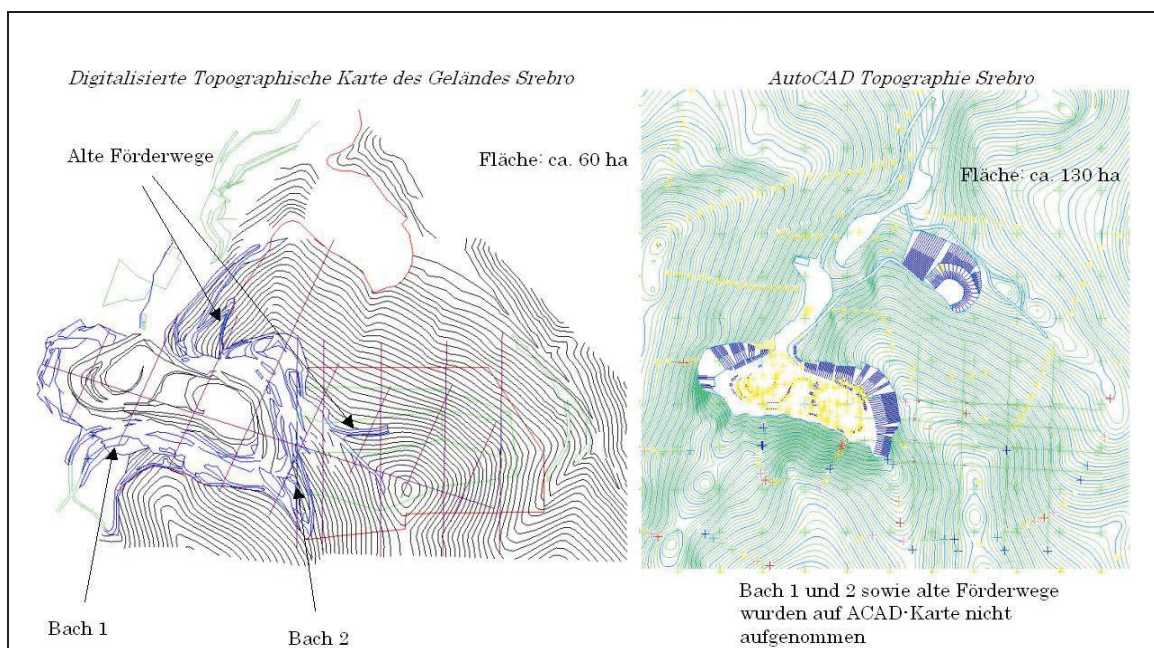 Digitalisierte Topographische Karte des Geländes Srebro
Alte Förderwege
Fläche: ca. 60 ha
Bach 1
Bach 2
AutoCAD Topographie Srebro
Fläche: ca. 130 ha
Bach 1 und 2 sowie alte Förderwege
wurden auf ACAD-Karte nicht
aufgenommen